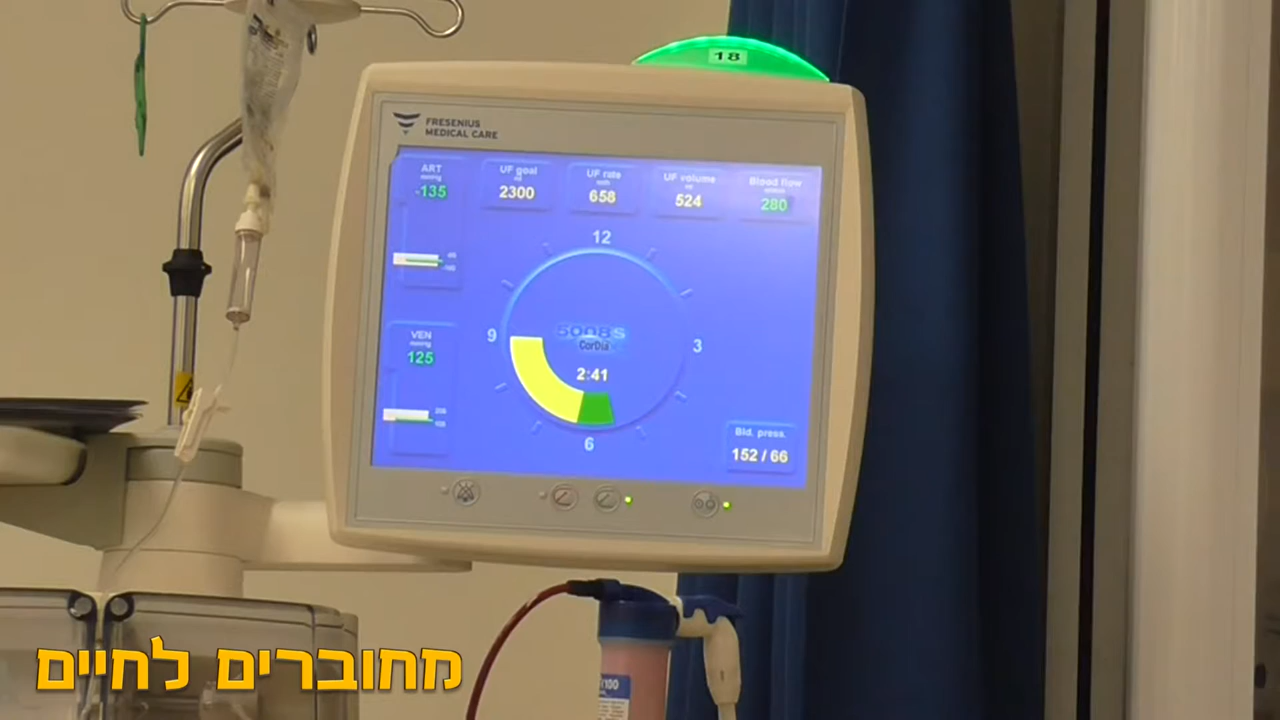 18
FRESENIUS
MEDICAL CARE
ART
-135
UF goal
2300
UF rate
658
UF volume
524
Blood flow
280
12
9
3
6
5008S
CorDiax
2:41
VEN
125
Bld. press.
152 / 66
מחוברים לחיים